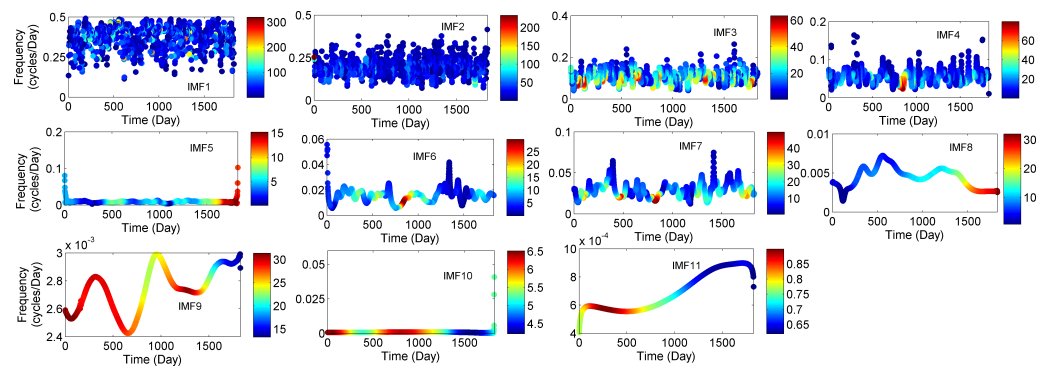 Frequency
(cycles/Day)
0.5
0.25
0
0 500 1000 1500
Time (Day)
IMF1
300
200
100
0.5
0.25
0
0 500 1000 1500
Time (Day)
IMF2
200
150
100
50
0.4
0.2
0
0 500 1000 1500
Time (Day)
IMF3
60
40
20
0.2
0.1
0
0 500 1000 1500
Time (Day)
IMF4
60
40
20
Frequency
(cycles/Day)
0.2
0.1
0
0 500 1000 1500
Time (Day)
IMF5
15
10
5
0.06
0.04
0.02
0
0 500 1000 1500
Time (Day)
IMF6
25
20
15
10
5
0.1
0.05
0
0 500 1000 1500
Time (Day)
IMF7
30
20
10
0.01
0.005
0
0 500 1000 1500
Time (Day)
IMF8
30
20
10
Frequency
(cycles/Day)
x 10-3
3
2.8
2.6
2.4
0 500 1000 1500
Time (Day)
IMF9
30
25
20
15
0.05
0.025
0
0 500 1000 1500
Time (Day)
IMF10
6.5
6
5.5
5
4.5
x 10-4
10
8
6
4
0 500 1000 1500
Time (Day)
IMF11
0.85
0.8
0.75
0.7
0.65